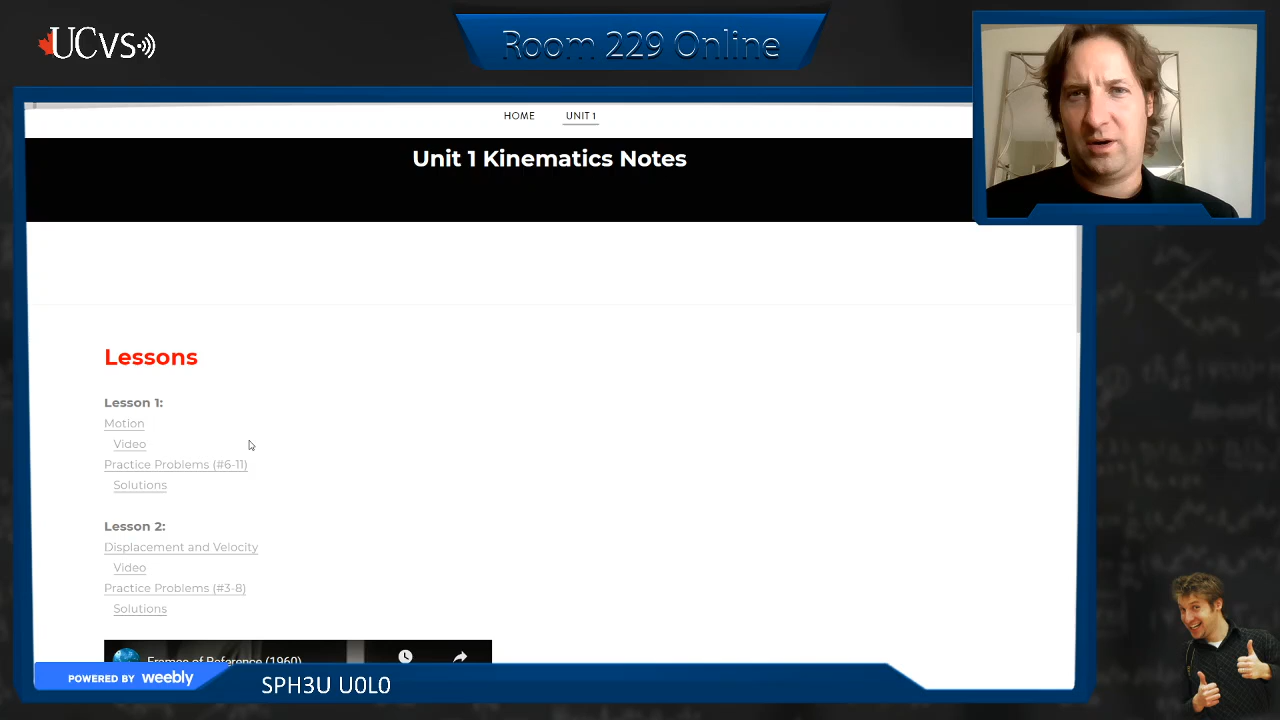 UCvs
Room 229 Online
HOME UNIT 1
Unit 1 Kinematics Notes
Lessons
Lesson 1:
Motion
Video
Practice Problems (#6-11)
Solutions
Lesson 2:
Displacement and Velocity
Video
Practice Problems (#3-8)
Solutions
Frames of Reference (1960)
POWERED BY weebly
SPH3U U0L0